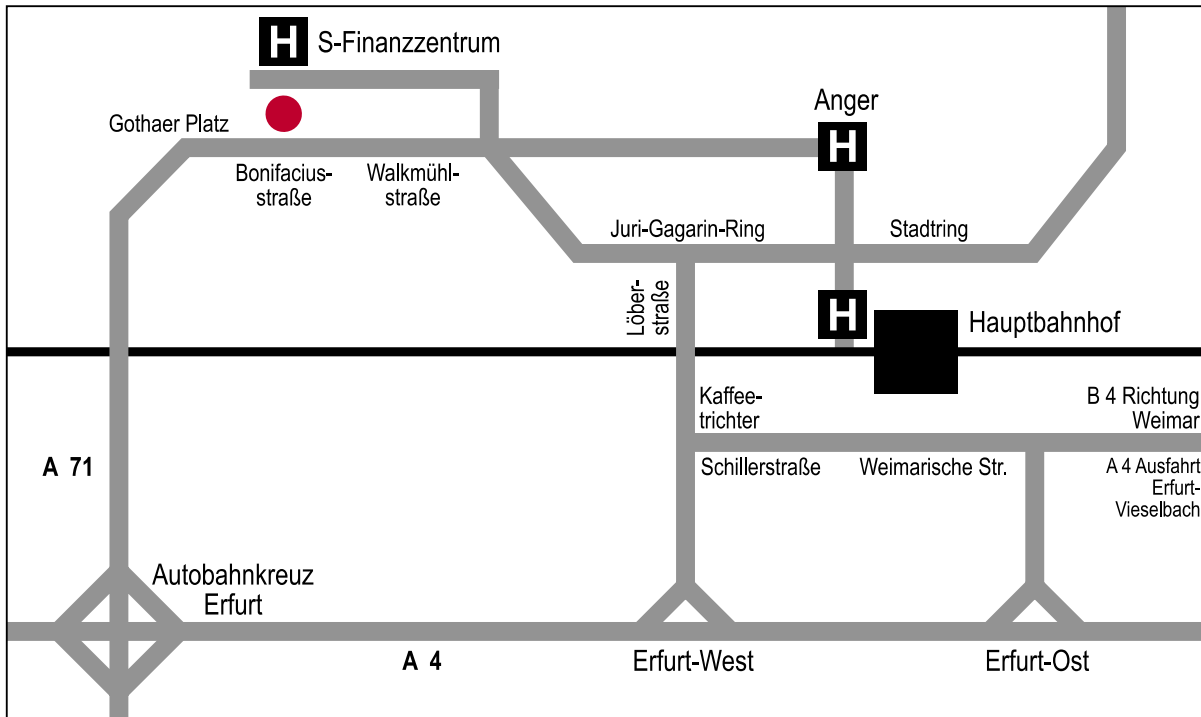 H S-Finanzzentrum
Anger
H
Gothaer Platz
Bonifacius-
straße
Walkmühl-
straße
Juri-Gagarin-Ring
Stadtring
Löber-
straße
H
Hauptbahnhof
Kaffee-
trichter
B 4 Richtung
Weimar
A 71
Schillerstraße
Weimarische Str.
A 4 Ausfahrt
Erfurt-
Vieselbach
Autobahnkreuz
Erfurt
A 4
Erfurt-West
Erfurt-Ost